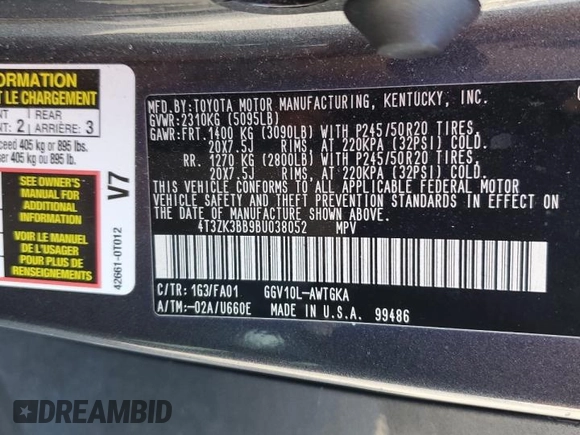 ORMATION
T LE CHARGEMENT
1 REAR
NT: 2 ARRIÈRE: 3
ceed 405 kg or 895 lbs.
ser 405 kg ou 895 lb.
SEE OWNER'S
MANUAL FOR
ADDITIONAL
INFORMATION
VOIR LE MANUEL
DE L'USAGER
POUR PLUS DE
RENSEIGNEMENTS
V7
42661-0T012
MFD.BY:TOYOTA MOTOR MANUFACTURING, KENTUCKY, INC.
GVWR:2310KG (5095LB)
GAWR:FRT.1400 KG (3090LB) WITH P245/50R20 TIRES,
20X7.5J RIMS, AT 220KPA (32PSI) COLD.
RR. 1270 KG (2800LB) WITH P245/50R20 TIRES,
20X7.5J RIMS, AT 220KPA (32PSI) COLD.
THIS VEHICLE CONFORMS TO ALL APPLICABLE FEDERAL MOTOR
VEHICLE SAFETY AND THEFT PREVENTION STANDARDS IN EFFECT ON
THE DATE OF MANUFACTURE SHOWN ABOVE.
4T3ZK3BB9BU038052 MPV
C/TR: 1G3/FA01 GGV10L-AWTGKA
A/TM:-02A/U660E MADE IN U.S.A. 99486
DREAMBID